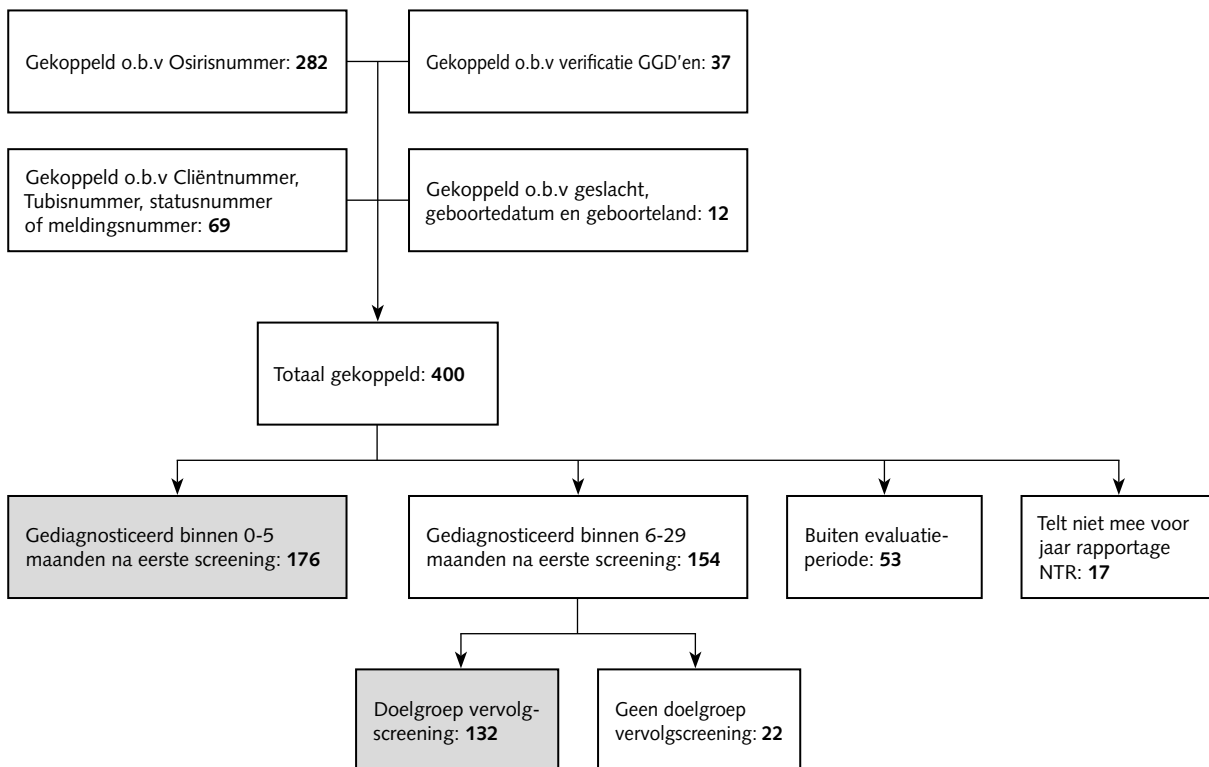 Gekoppeld o.b.v Osirisnummer: 282
Gekoppeld o.b.v verificatie GGD'en: 37
Gekoppeld o.b.v Cliëntnummer,
Tubisnummer, statusnummer
of meldingsnummer: 69
Gekoppeld o.b.v geslacht,
geboortedatum en geboorteland: 12
Totaal gekoppeld: 400
Gediagnosticeerd binnen 0-5
maanden na eerste screening: 176
Gediagnosticeerd binnen 6-29
maanden na eerste screening: 154
Buiten evaluatie-
periode: 53
Telt niet mee voor
jaar rapportage
NTR: 17
Doelgroep vervolg-
screening: 132
Geen doelgroep
vervolgscreening: 22